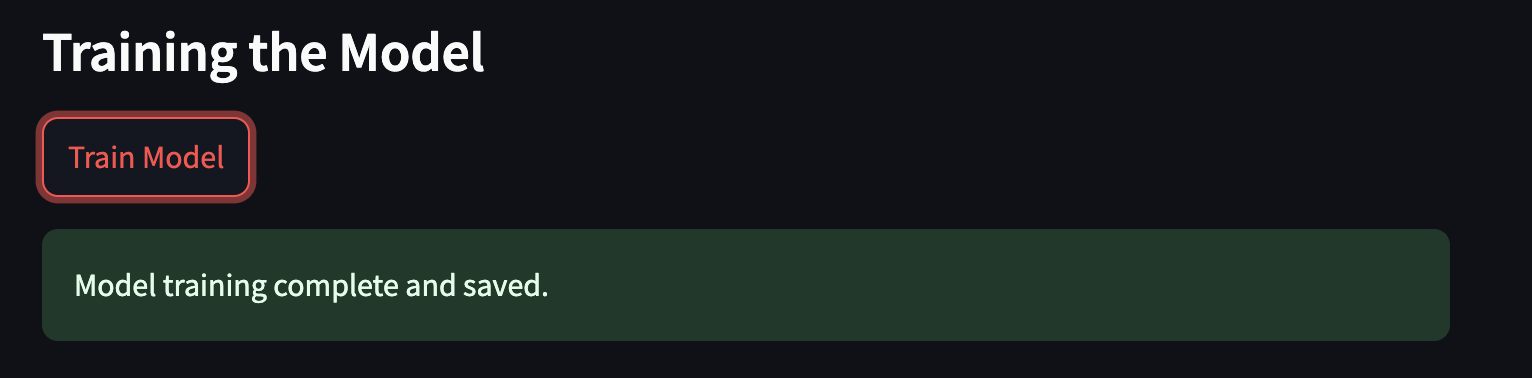 Training the Model
Train Model
Model training complete and saved.